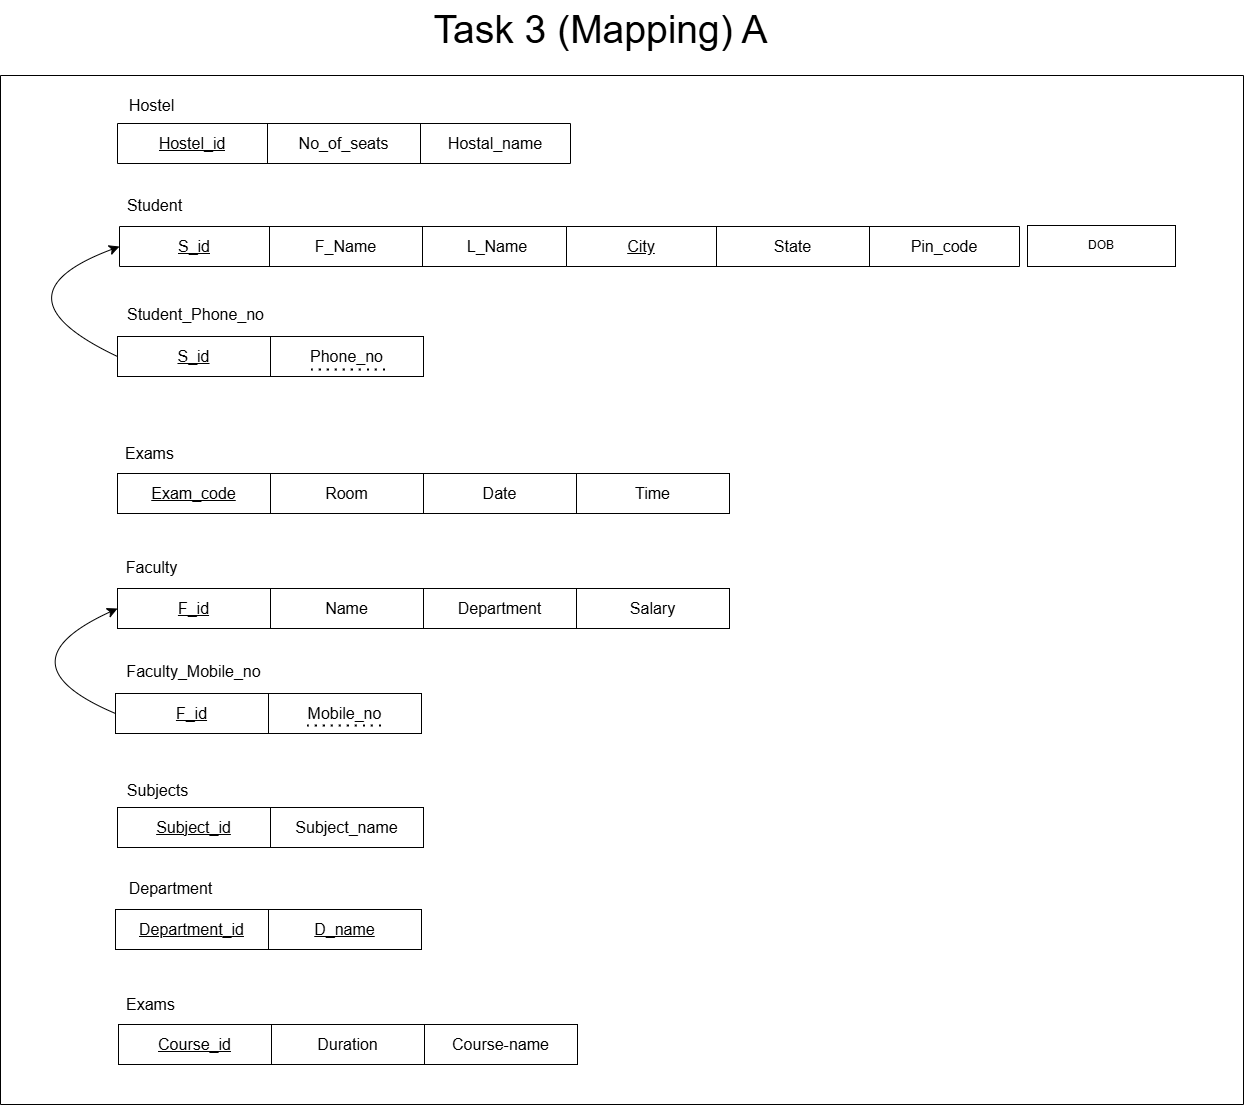 Task 3 (Mapping) A
Hostel
Hostel_id No_of_seats Hostal_name
Student
S_id F_Name L_Name City State Pin_code DOB
Student_Phone_no
S_id Phone_no
Exams
Exam_code Room Date Time
Faculty
F_id Name Department Salary
Faculty_Mobile_no
F_id Mobile_no
Subjects
Subject_id Subject_name
Department
Department_id D_name
Exams
Course_id Duration Course-name